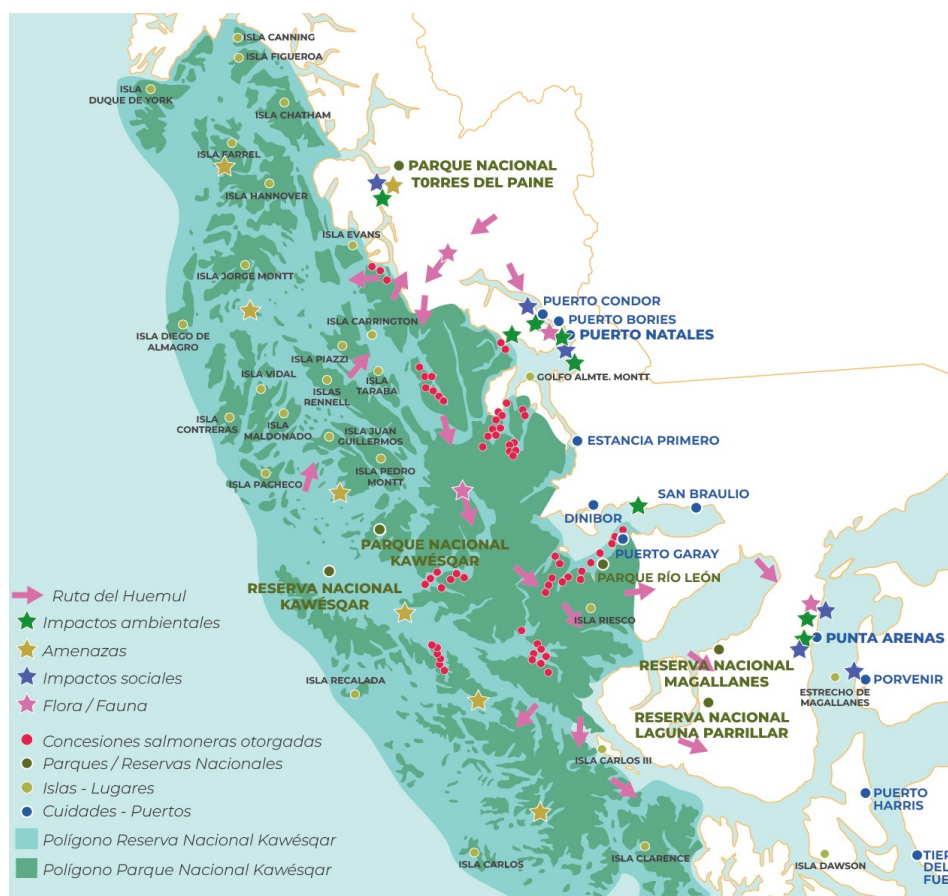 ISLA CANNING
ISLA FIGUEROA
ISLA
DUQUE DE YORK
ISLA CHATHAM
ISLA FARREL
PARQUE NACIONAL
TORRES DEL PAINE
ISLA HANNOVER
ISLA EVANS
ISLA JORGE MONTT
PUERTO CONDOR
PUERTO BORIES
PUERTO NATALES
ISLA CARRINGTON
ISLA DIEGO DE
ALMAGRO
ISLA PIAZZI
ISLA VIDAL
ISLAS
RENNELL
ISLA
TARABA
GOLFO ALMTE. MONTT
ISLA
CONTRERAS
ISLA
MALDONADO
ISLA JUAN
GUILLERMOS
ESTANCIA PRIMERO
ISLA PACHECO
ISLA PEDRO
MONTT
SAN BRAULIO
DINIBOR
PUERTO GARAY
PARQUE NACIONAL
KAWÉSQAR
PARQUE RÍO LEÓN
RESERVA NACIONAL
KAWÉSQAR
ISLA RIESCO
PUNTA ARENAS
RESERVA NACIONAL
MAGALLANES
PORVENIR
ESTRECHO DE
MAGALLANES
ISLA RECALADA
RESERVA NACIONAL
LAGUNA PARRILLAR
ISLA CARLOS III
PUERTO
HARRIS
ISLA CARLOS
ISLA CLARENCE
ISLA DAWSON
TIER
DEL
FUE
Ruta del Huemul
Impactos ambientales
Amenazas
Impactos sociales
Flora / Fauna
Concesiones salmoneras otorgadas
Parques / Reservas Nacionales
Islas - Lugares
Cuidades - Puertos
Polígono Reserva Nacional Kawésqar
Polígono Parque Nacional Kawésqar